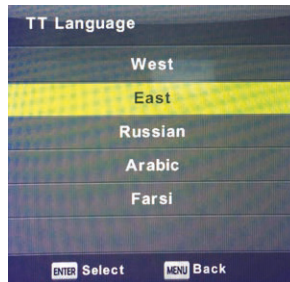 TT Language
West
East
Russian
Arabic
Farsi
ENTER Select MENU Back